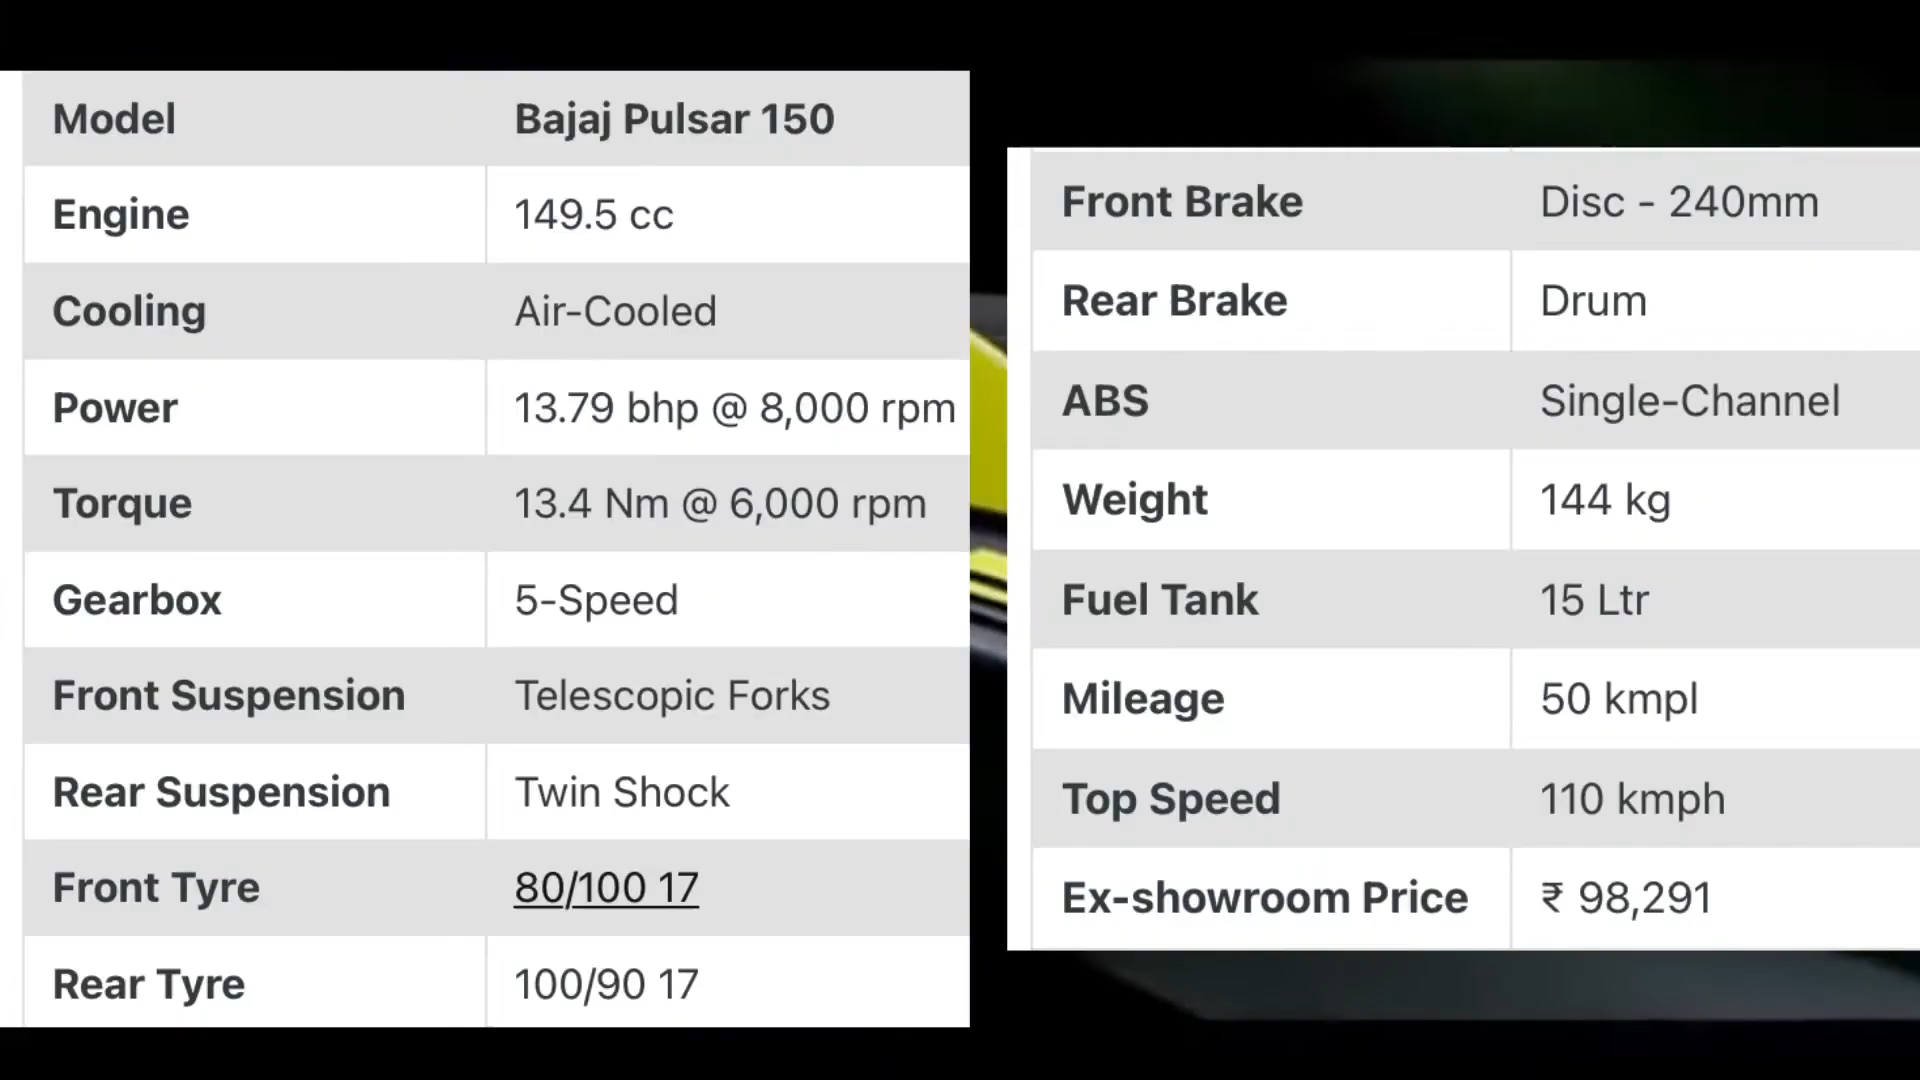 Model Bajaj Pulsar 150
Engine 149.5 cc
Cooling Air-Cooled
Power 13.79 bhp @ 8,000 rpm
Torque 13.4 Nm @ 6,000 rpm
Gearbox 5-Speed
Front Suspension Telescopic Forks
Rear Suspension Twin Shock
Front Tyre 80/100 17
Rear Tyre 100/90 17
Front Brake Disc - 240mm
Rear Brake Drum
ABS Single-Channel
Weight 144 kg
Fuel Tank 15 Ltr
Mileage 50 kmpl
Top Speed 110 kmph
Ex-showroom Price ₹ 98,291